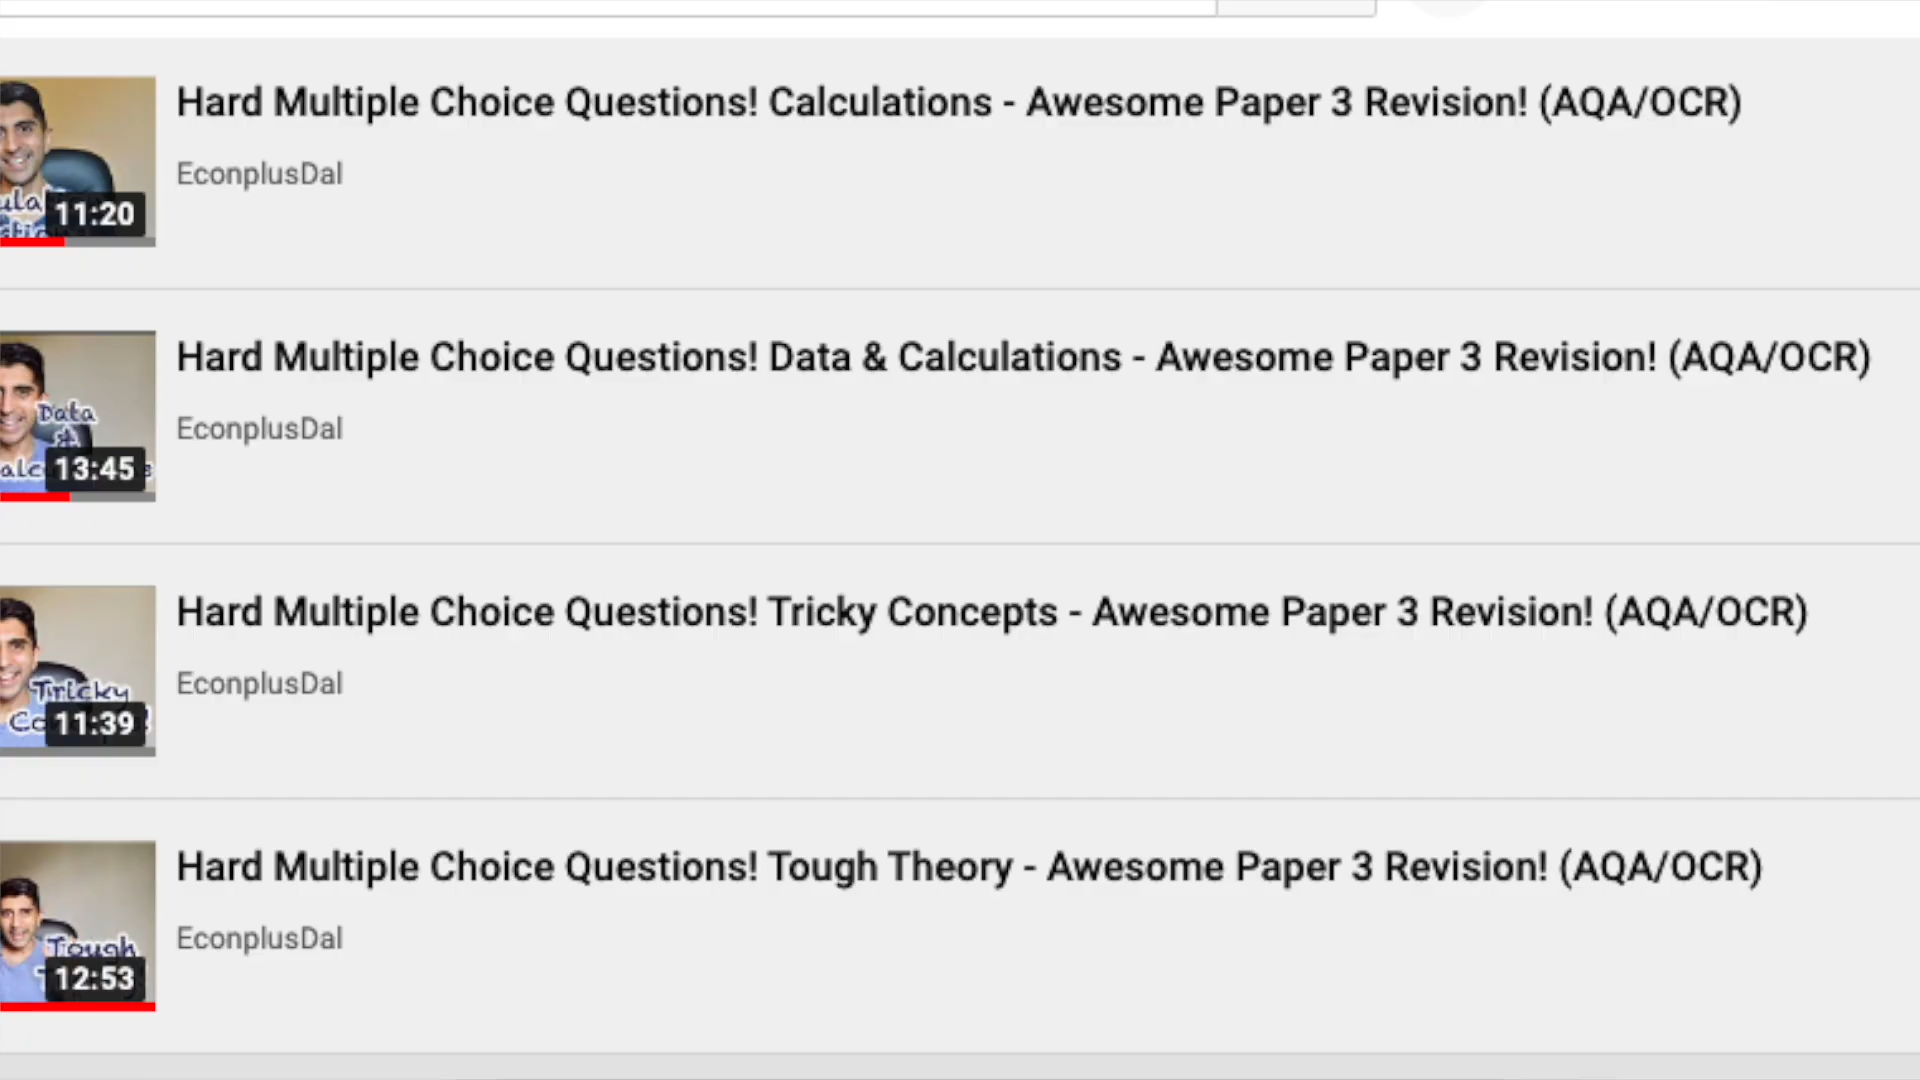 Hard Multiple Choice Questions! Calculations - Awesome Paper 3 Revision! (AQA/OCR)
EconplusDal
11:20
Hard Multiple Choice Questions! Data & Calculations - Awesome Paper 3 Revision! (AQA/OCR)
EconplusDal
Data
&
13:45
Hard Multiple Choice Questions! Tricky Concepts - Awesome Paper 3 Revision! (AQA/OCR)
EconplusDal
Tricky
11:39
Hard Multiple Choice Questions! Tough Theory - Awesome Paper 3 Revision! (AQA/OCR)
EconplusDal
Tough
12:53